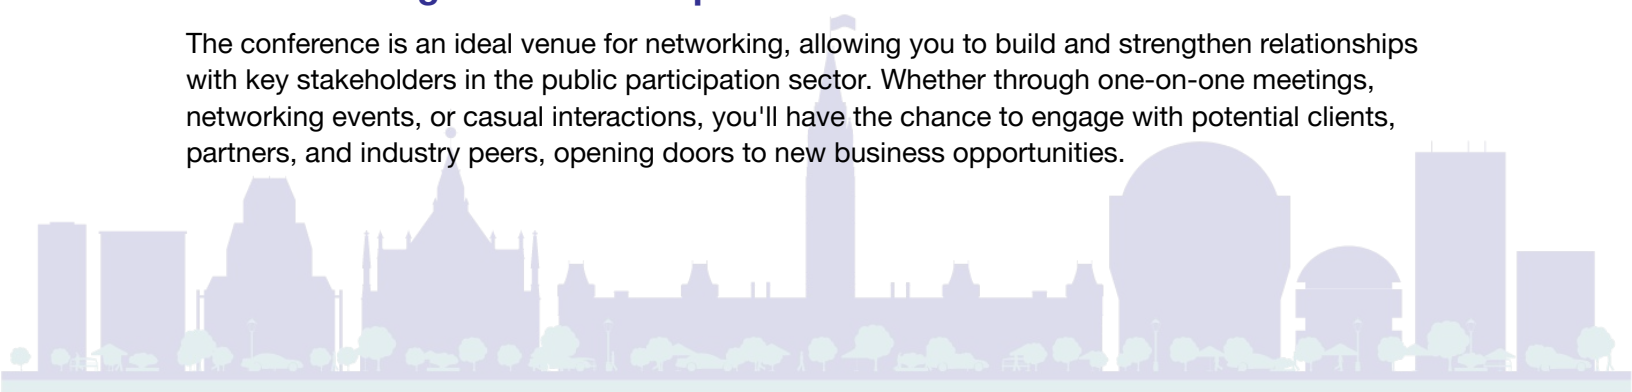 The conference is an ideal venue for networking, allowing you to build and strengthen relationships
with key stakeholders in the public participation sector. Whether through one-on-one meetings,
networking events, or casual interactions, you'll have the chance to engage with potential clients,
partners, and industry peers, opening doors to new business opportunities.